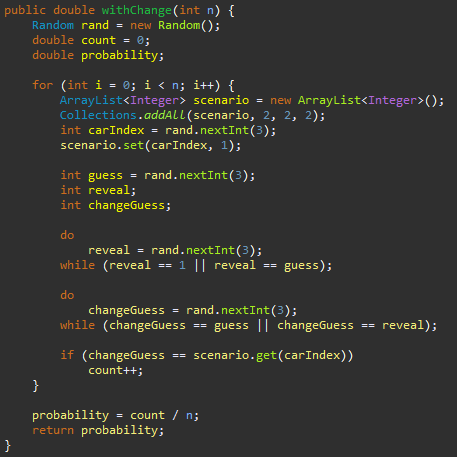 public double withChange(int n) {
    Random rand = new Random();
    double count = 0;
    double probability;

    for (int i = 0; i < n; i++) {
        ArrayList<Integer> scenario = new ArrayList<Integer>();
        Collections.addAll(scenario, 2, 2, 2);
        int carIndex = rand.nextInt(3);
        scenario.set(carIndex, 1);

        int guess = rand.nextInt(3);
        int reveal;
        int changeGuess;

        do
            reveal = rand.nextInt(3);
        while (reveal == 1 || reveal == guess);

        do
            changeGuess = rand.nextInt(3);
        while (changeGuess == guess || changeGuess == reveal);

        if (changeGuess == scenario.get(carIndex))
            count++;
    }

    probability = count / n;
    return probability;
}